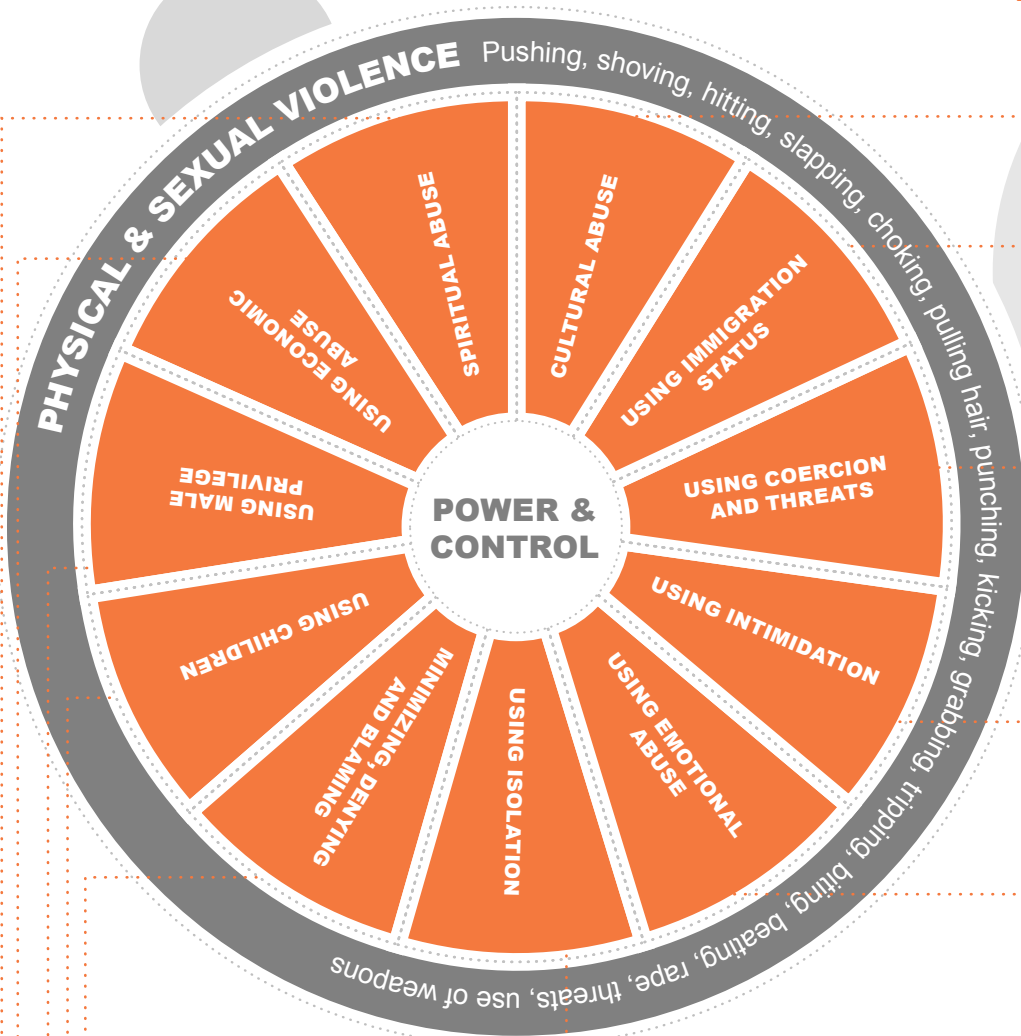 PHYSICAL & SEXUAL VIOLENCE Pushing, shoving, hitting, slapping, choking, pulling hair, punching, kicking, grabbing, tripping, biting, beating, rape, threats, use of weapons
CULTURAL ABUSE
USING IMMIGRATION
STATUS
USING COERCION
AND THREATS
USING INTIMIDATION
USING EMOTIONAL
ABUSE
USING ISOLATION
MINIMIZING, DENYING
AND BLAMING
USING CHILDREN
USING MALE
PRIVILEGE
USING ECONOMIC
ABUSE
SPIRITUAL ABUSE
POWER &
CONTROL